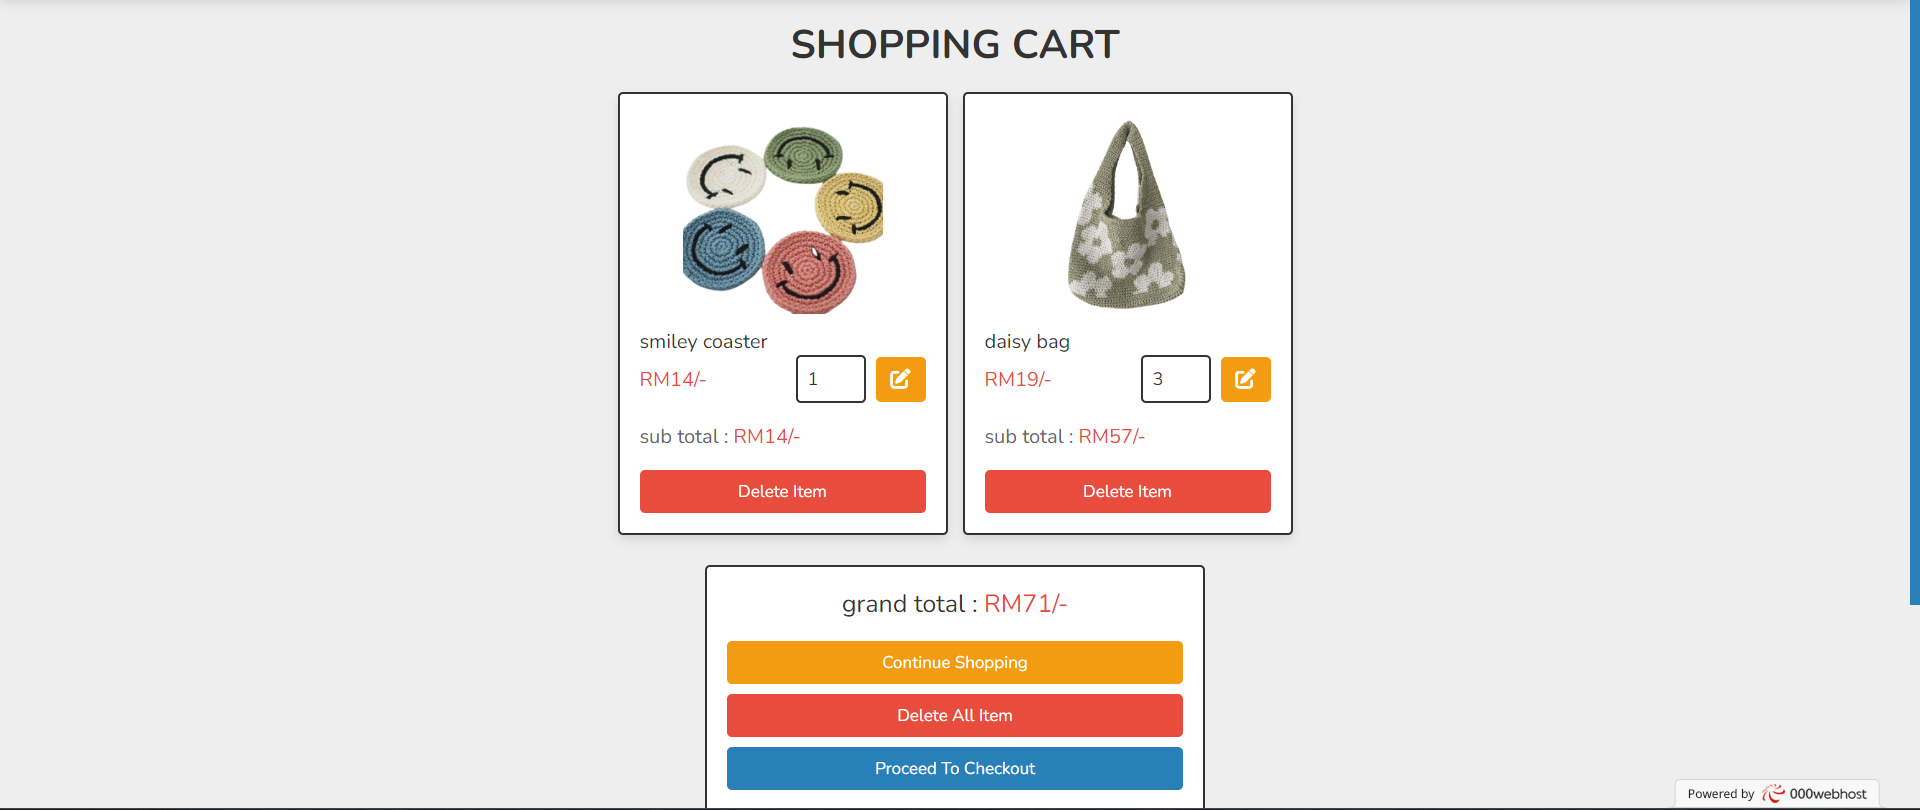 SHOPPING CART
smiley coaster
RM14/-
1
sub total : RM14/-
Delete Item
daisy bag
RM19/-
3
sub total : RM57/-
Delete Item
grand total : RM71/-
Continue Shopping
Delete All Item
Proceed To Checkout
Powered by 000webhost